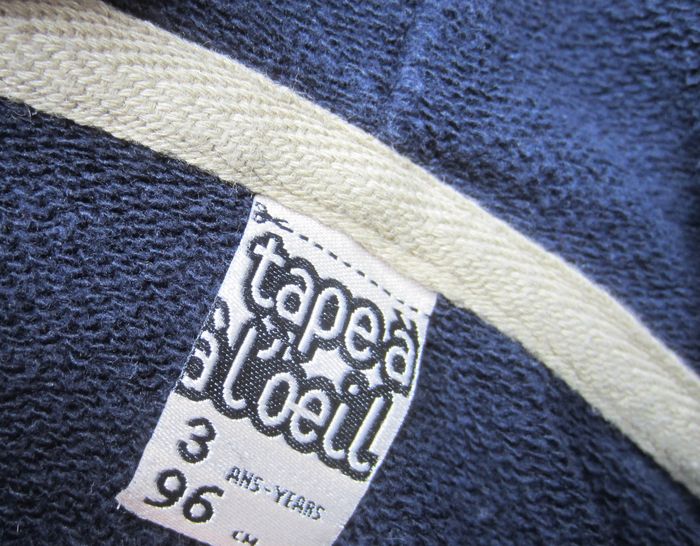 tape à
à l'oeil
3 ANS-YEARS
96 CM